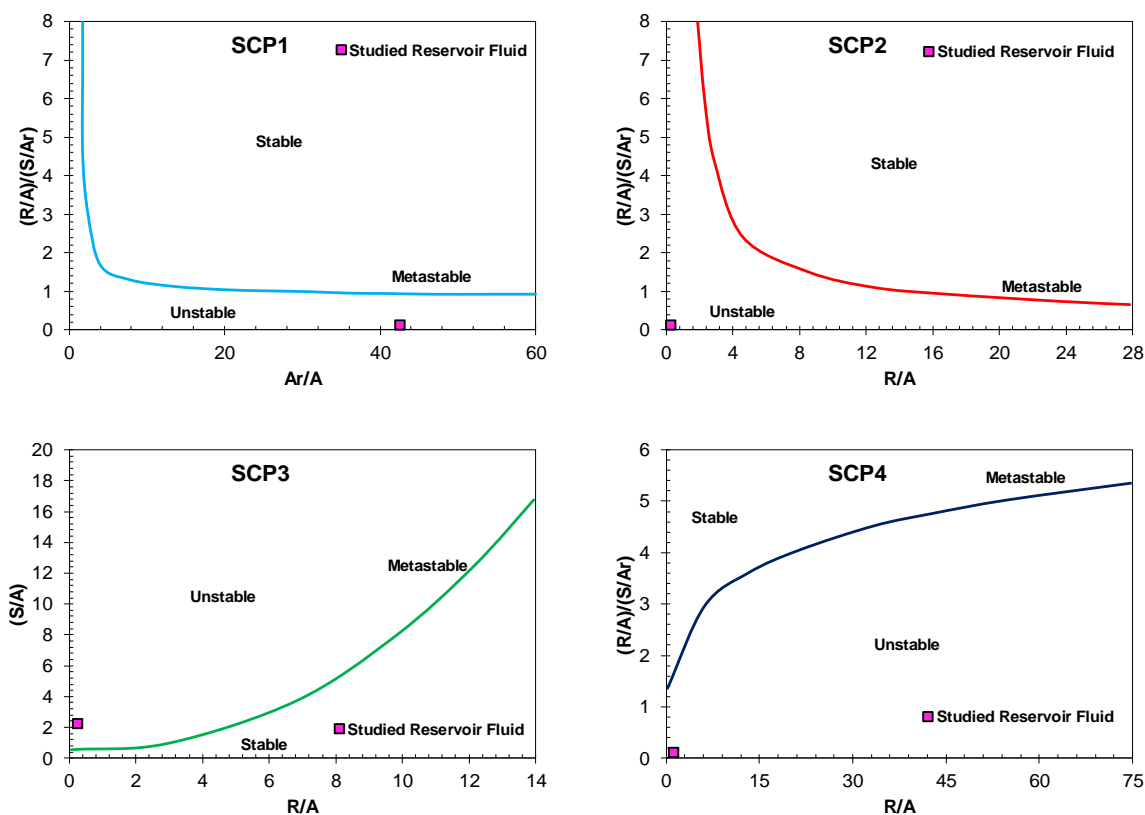 SCP1
Studied Reservoir Fluid
8
7
6
5
4
3
2
1
0
(R/A)/(S/Ar)
Stable
Metastable
Unstable
0 20 40 60
Ar/A
SCP2
Studied Reservoir Fluid
8
7
6
5
4
3
2
1
0
(R/A)/(S/Ar)
Stable
Metastable
Unstable
0 4 8 12 16 20 24 28
R/A
SCP3
20
18
16
14
12
10
8
6
4
2
0
(S/A)
Metastable
Unstable
Studied Reservoir Fluid
Stable
0 2 4 6 8 10 12 14
R/A
SCP4
6
5
4
3
2
1
0
(R/A)/(S/Ar)
Metastable
Stable
Unstable
Studied Reservoir Fluid
0 15 30 45 60 75
R/A